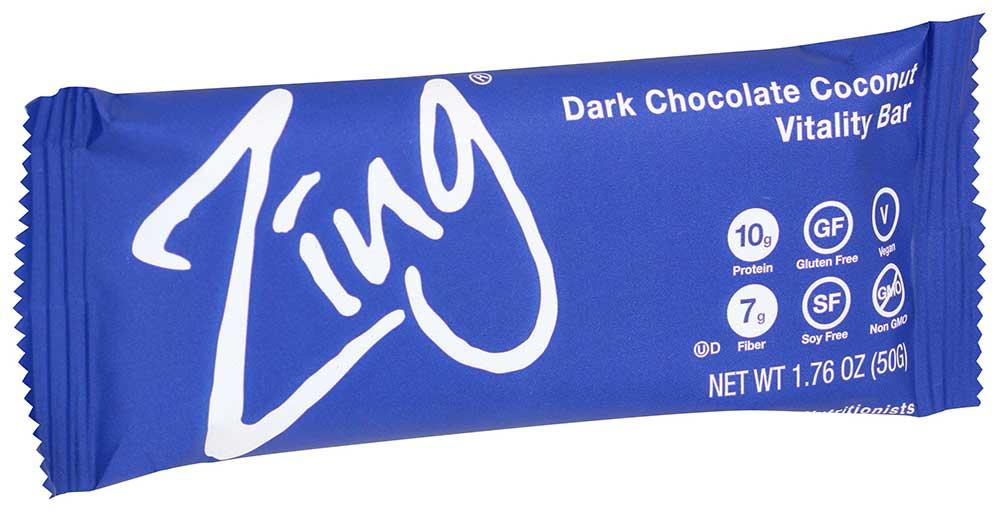 Zing®
Dark Chocolate Coconut
Vitality Bar
10g
Protein
GF
Gluten Free
V
Vegan
7g
Fiber
SF
Soy Free
GMO
Non GMO
UD
NET WT 1.76 OZ (50G)
Nutritionists